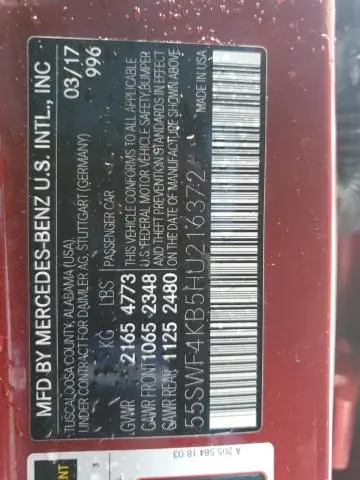 MFD BY MERCEDES-BENZ U.S. INTL., INC
TUSCALOOSA COUNTY, ALABAMA (USA)
UNDER CONTRACT FOR DAIMLER AG, STUTTGART (GERMANY)
03/17
996
KG LBS
GVWR 2165 4773
GAWR FRONT 1065 2348
GAWR REAR 1125 2480
PASSENGER CAR
THIS VEHICLE CONFORMS TO ALL APPLICABLE
U.S. FEDERAL MOTOR VEHICLE SAFETY, BUMPER
AND THEFT PREVENTION STANDARDS IN EFFECT
ON THE DATE OF MANUFACTURE SHOWN ABOVE
55SWF4KB5HU216372
MADE IN USA
A 205 584 18 03